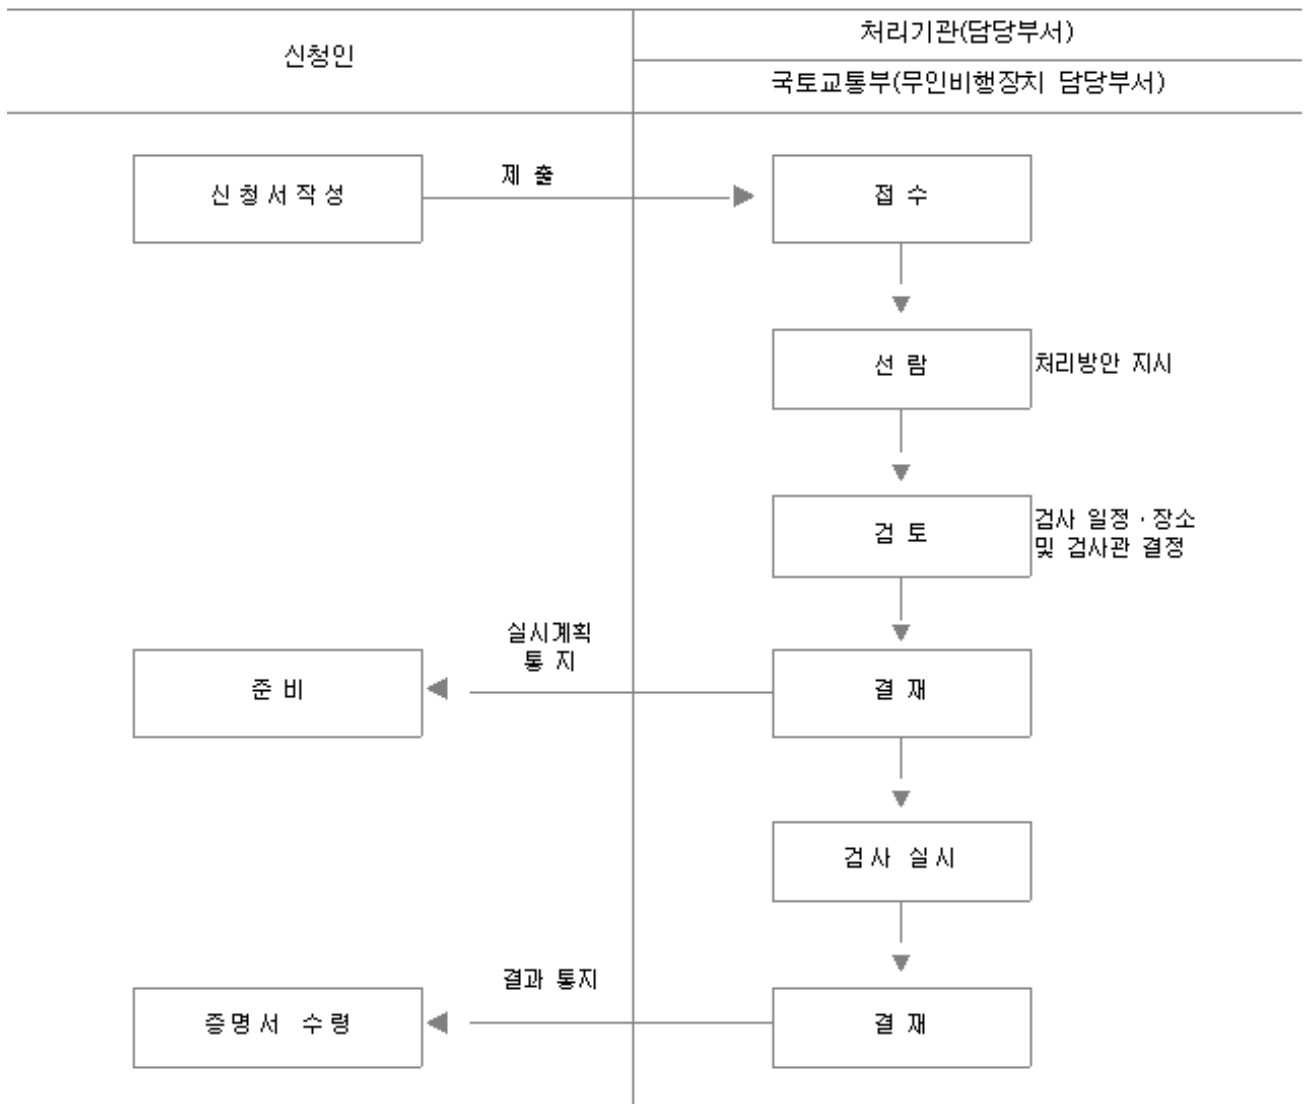 신청인
처리기관(담당부서)
국토교통부(무인비행장치 담당부서)
신청서작성
제 출
접 수
선 람
처리방안 지시
검 토
검사 일정·장소
및 검사관 결정
실시계획
통 지
준 비
결 재
검사 실시
결과 통지
증명서 수령
결 재